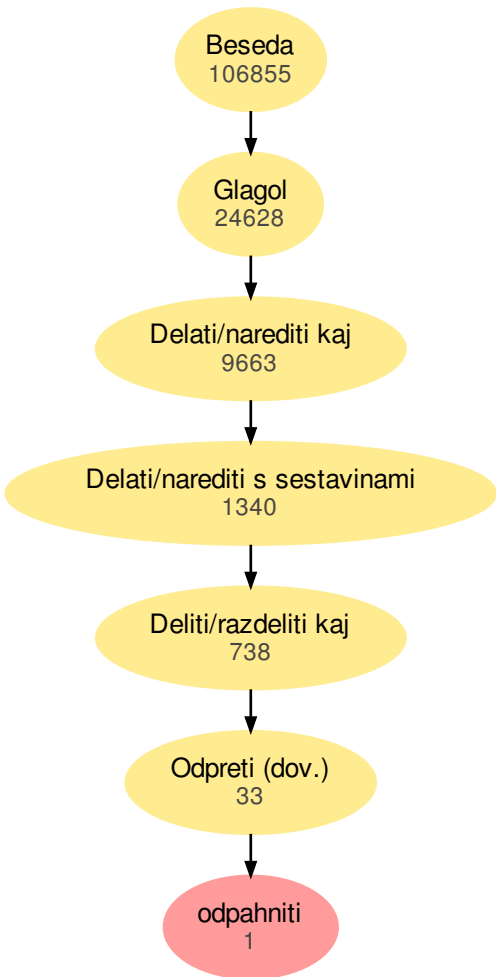 Beseda
106855
Glagol
24628
Delati/narediti kaj
9663
Delati/narediti s sestavinami
1340
Deliti/razdeliti kaj
738
Odpreti (dov.)
33
odpahniti
1